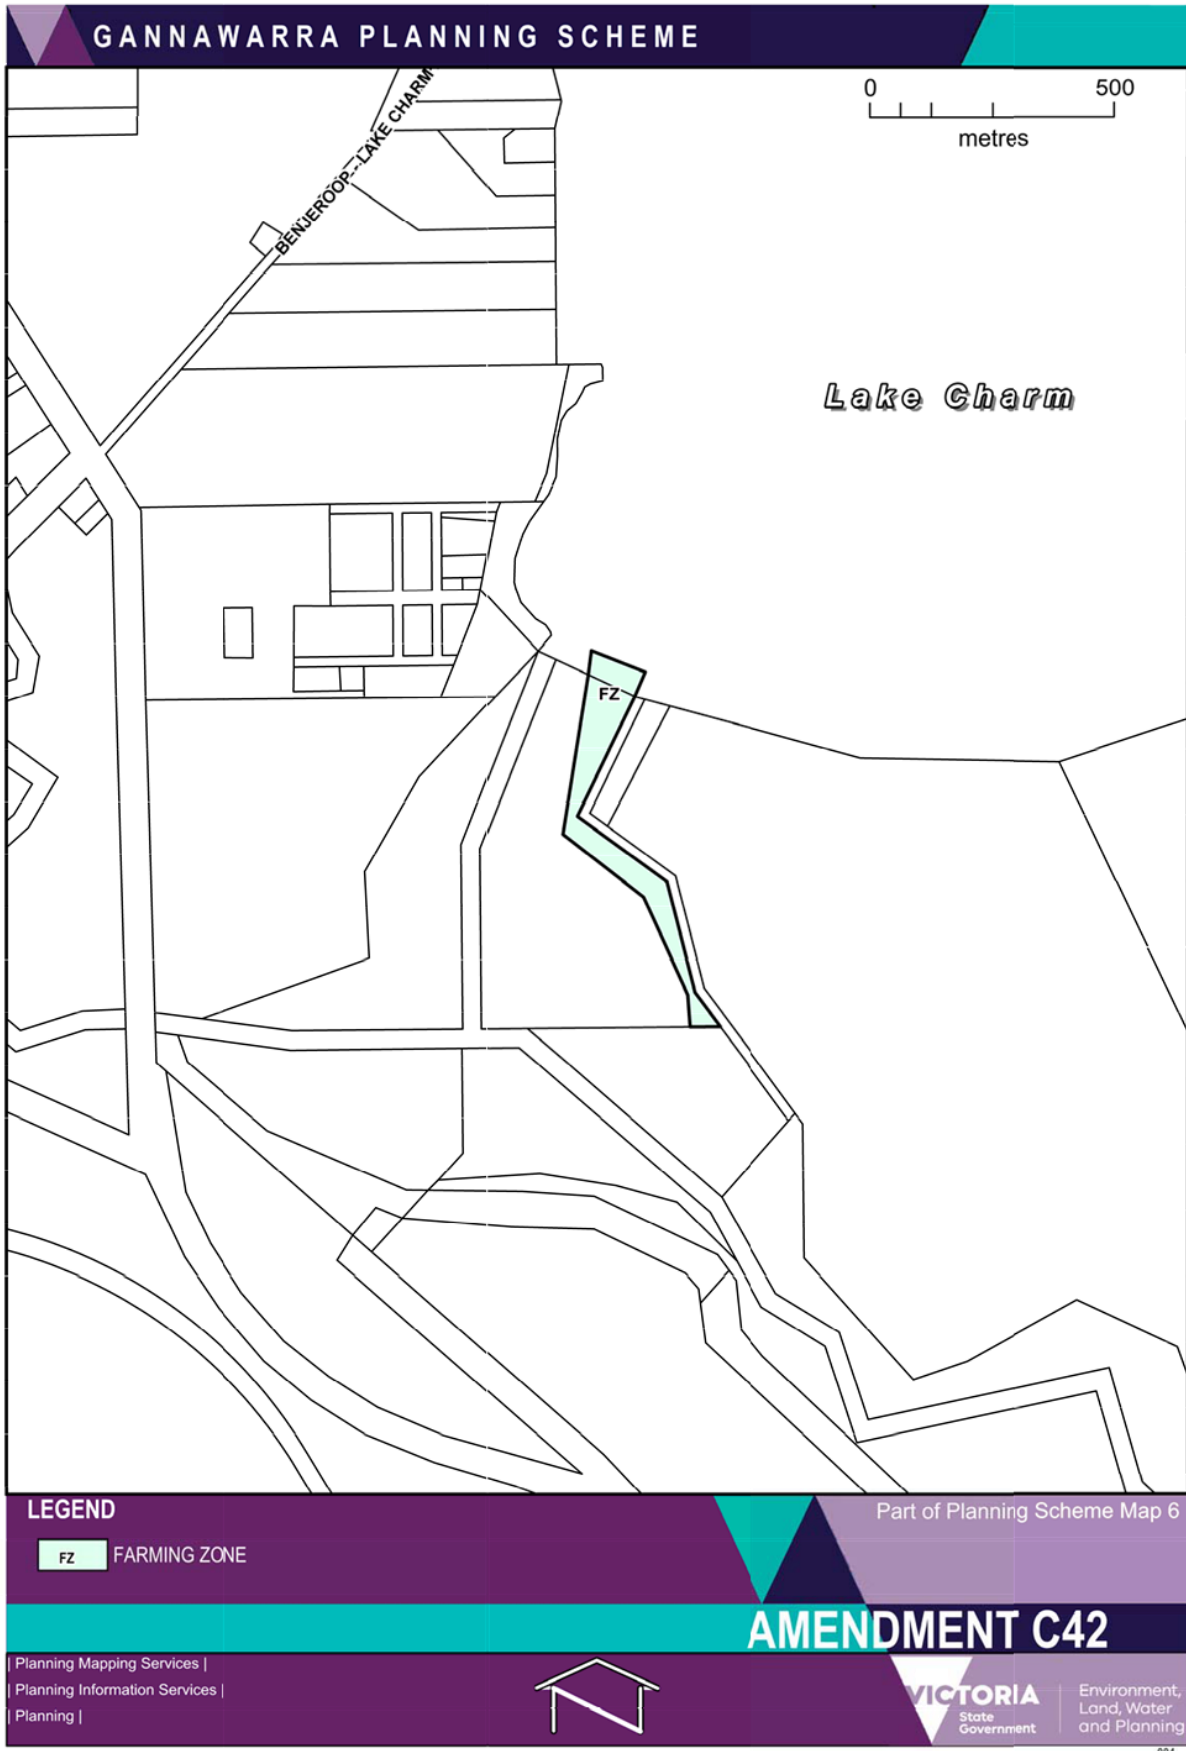 GANNAWARRA PLANNING SCHEME
0 500
metres
BENJEROOP - LAKE CHARM
Lake Charm
FZ
LEGEND
Part of Planning Scheme Map 6
FZ FARMING ZONE
AMENDMENT C42
| Planning Mapping Services |
| Planning Information Services |
| Planning |
VICTORIA
State
Government
Environment,
Land, Water
and Planning